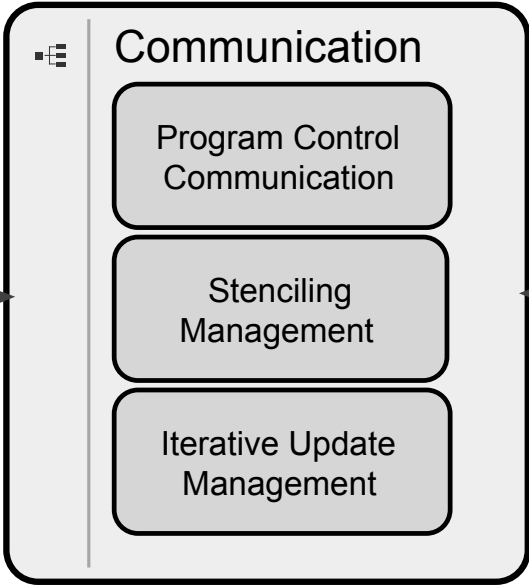 Communication
Program Control
Communication
Stenciling
Management
Iterative Update
Management